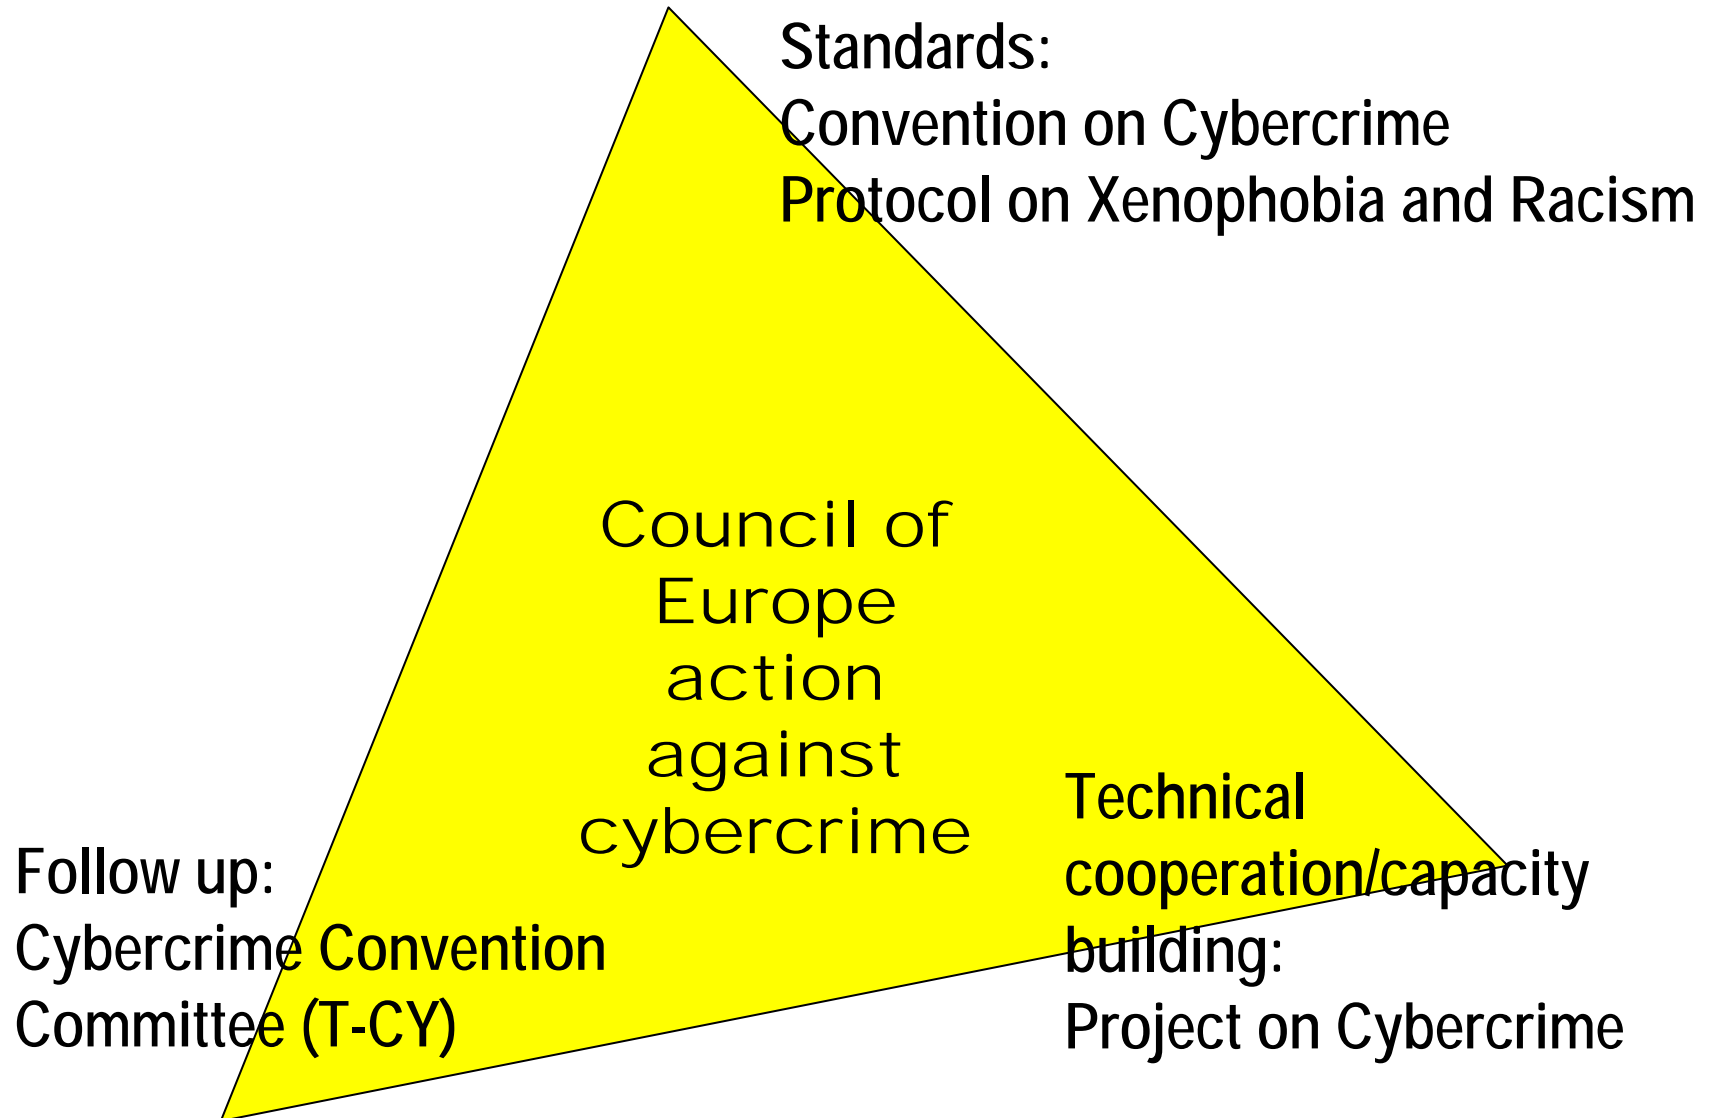 Standards:
Convention on Cybercrime
Protocol on Xenophobia and Racism
Council of
Europe
action
against
cybercrime
Follow up:
Cybercrime Convention
Committee (T-CY)
Technical
cooperation/capacity
building:
Project on Cybercrime